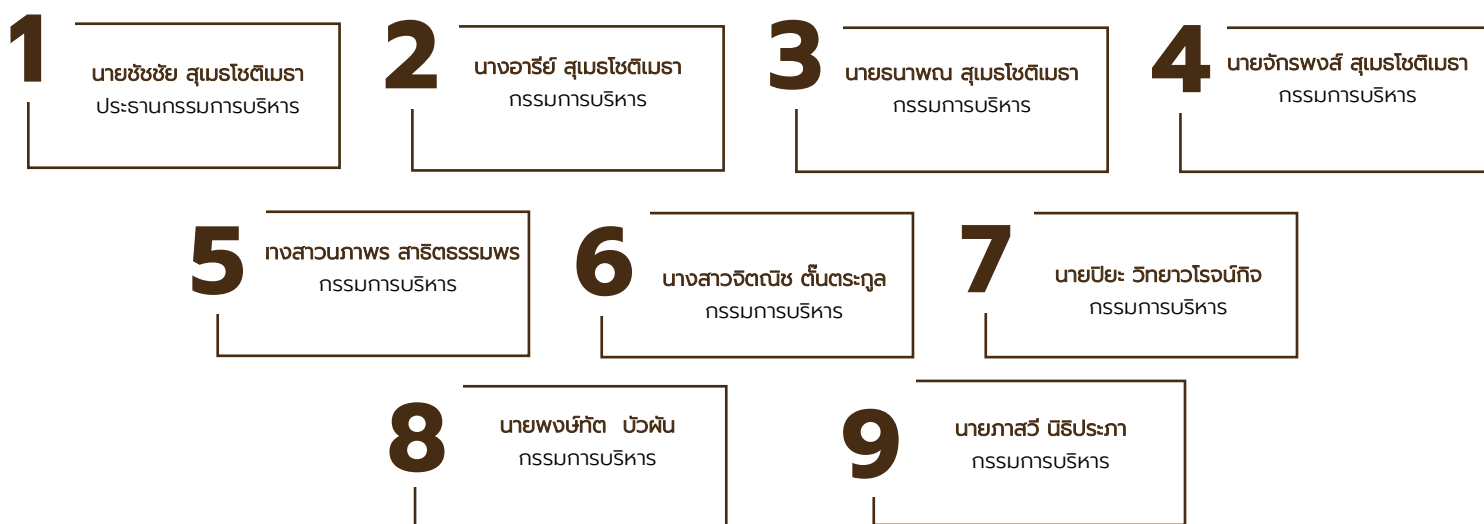 1
นายชัชชัย สุเมธโชติเมธา
ประธานกรรมการบริหาร
2
นางอารีย์ สุเมธโชติเมธา
กรรมการบริหาร
3
นายธนาพณ สุเมธโชติเมธา
กรรมการบริหาร
4
นายจักรพงส์ สุเมธโชติเมธา
กรรมการบริหาร
5
างสาวนภาพร สาธิตธรรมพร
กรรมการบริหาร
6
นางสาวจิตณิช ตั๊นตระกูล
กรรมการบริหาร
7
นายปิยะ วิทยาวโรจน์กิจ
กรรมการบริหาร
8
นายพงษ์ทัต บัวผัน
กรรมการบริหาร
9
นายภาสวี นิธิประภา
กรรมการบริหาร